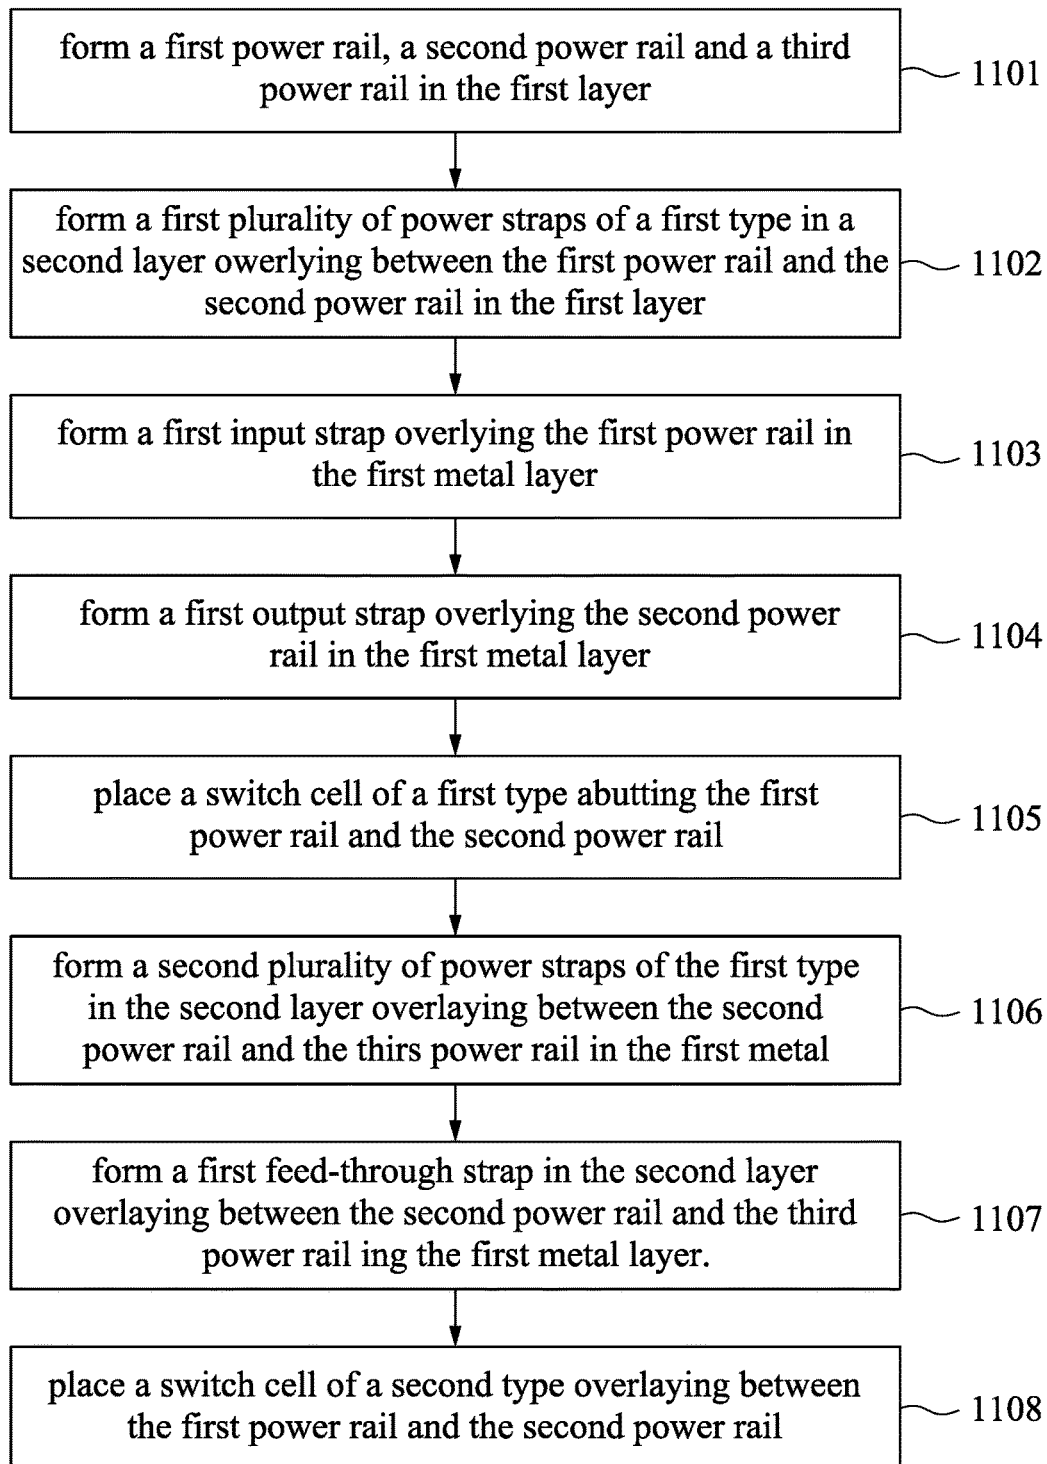 form a first power rail, a second power rail and a third
power rail in the first layer
1101
form a first plurality of power straps of a first type in a
second layer owerlying between the first power rail and the
second power rail in the first layer
1102
form a first input strap overlying the first power rail in
the first metal layer
1103
form a first output strap overlying the second power
rail in the first metal layer
1104
place a switch cell of a first type abutting the first
power rail and the second power rail
1105
form a second plurality of power straps of the first type
in the second layer overlaying between the second
power rail and the thirs power rail in the first metal
1106
form a first feed-through strap in the second layer
overlaying between the second power rail and the third
power rail ing the first metal layer.
1107
place a switch cell of a second type overlaying between
the first power rail and the second power rail
1108